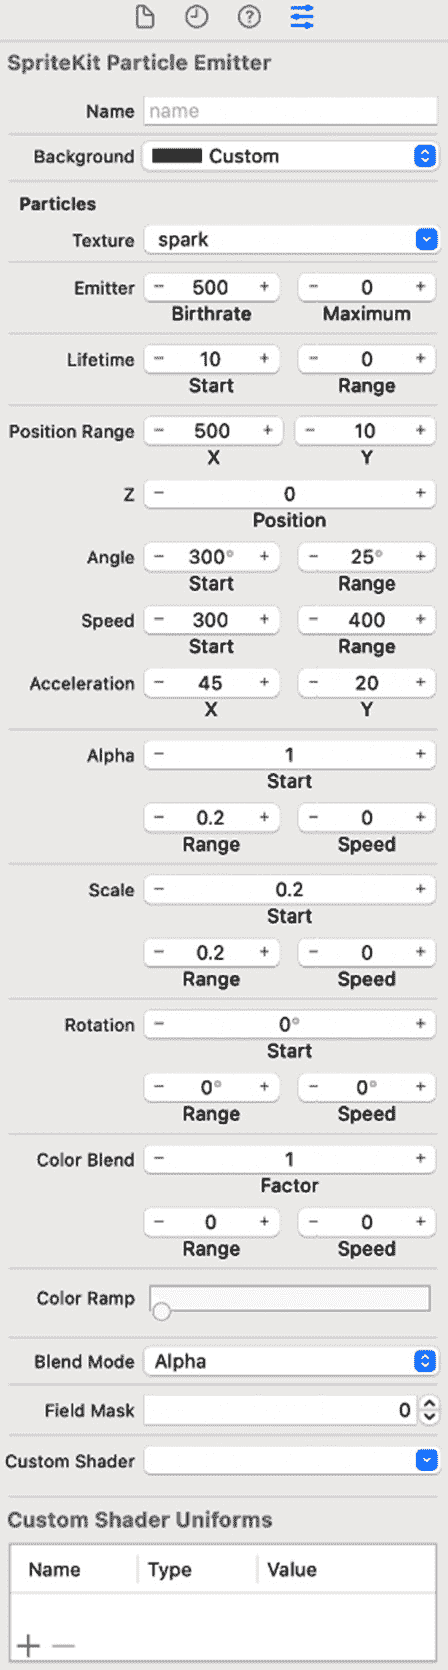 SpriteKit Particle Emitter
Name name
Background Custom
Particles
Texture spark
Emitter − 500 + − 0 +
Birthrate Maximum
Lifetime − 10 + − 0 +
Start Range
Position Range − 500 + − 10 +
X Y
Z − 0 +
Position
Angle − 300° + − 25° +
Start Range
Speed − 300 + − 400 +
Start Range
Acceleration − 45 + − 20 +
X Y
Alpha − 1 +
Start
− 0.2 + − 0 +
Range Speed
Scale − 0.2 +
Start
− 0.2 + − 0 +
Range Speed
Rotation − 0° +
Start
− 0° + − 0° +
Range Speed
Color Blend − 1 +
Factor
− 0 + − 0 +
Range Speed
Color Ramp
Blend Mode Alpha
Field Mask 0
Custom Shader
Custom Shader Uniforms
Name Type Value
+ −